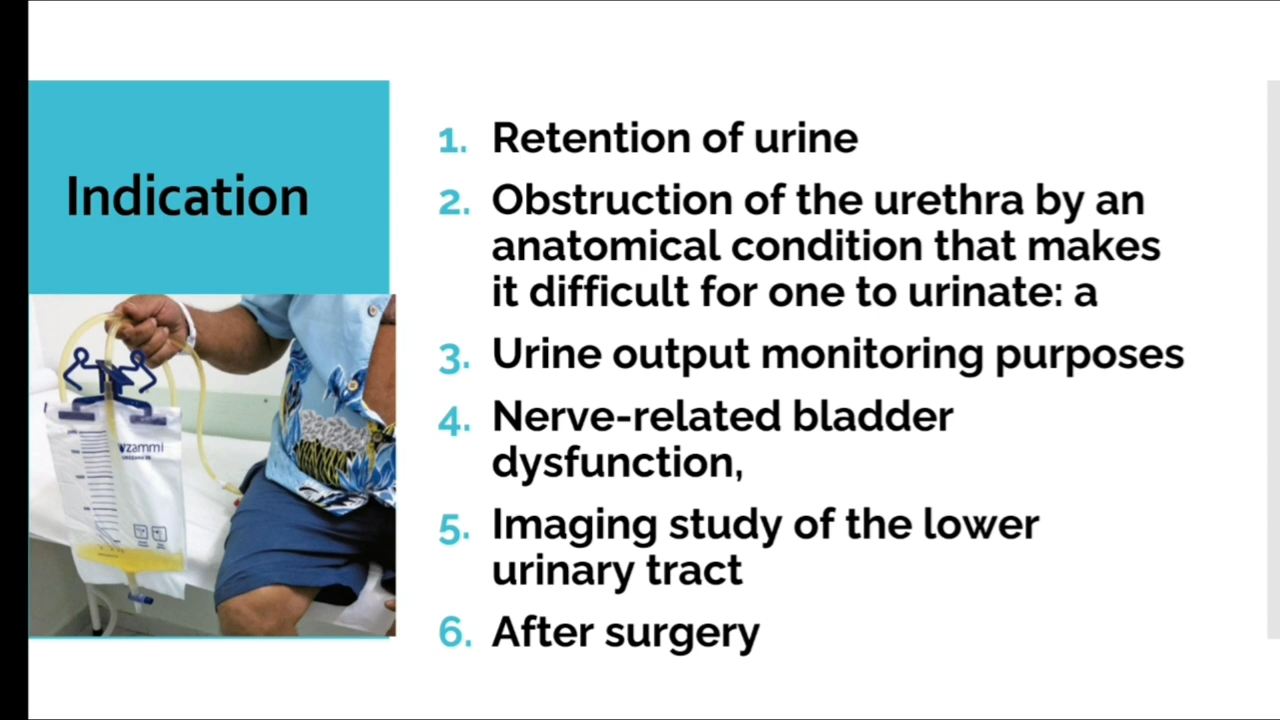 Indication
1. Retention of urine
2. Obstruction of the urethra by an
anatomical condition that makes
it difficult for one to urinate: a
3. Urine output monitoring purposes
4. Nerve-related bladder
dysfunction,
5. Imaging study of the lower
urinary tract
6. After surgery
zammi